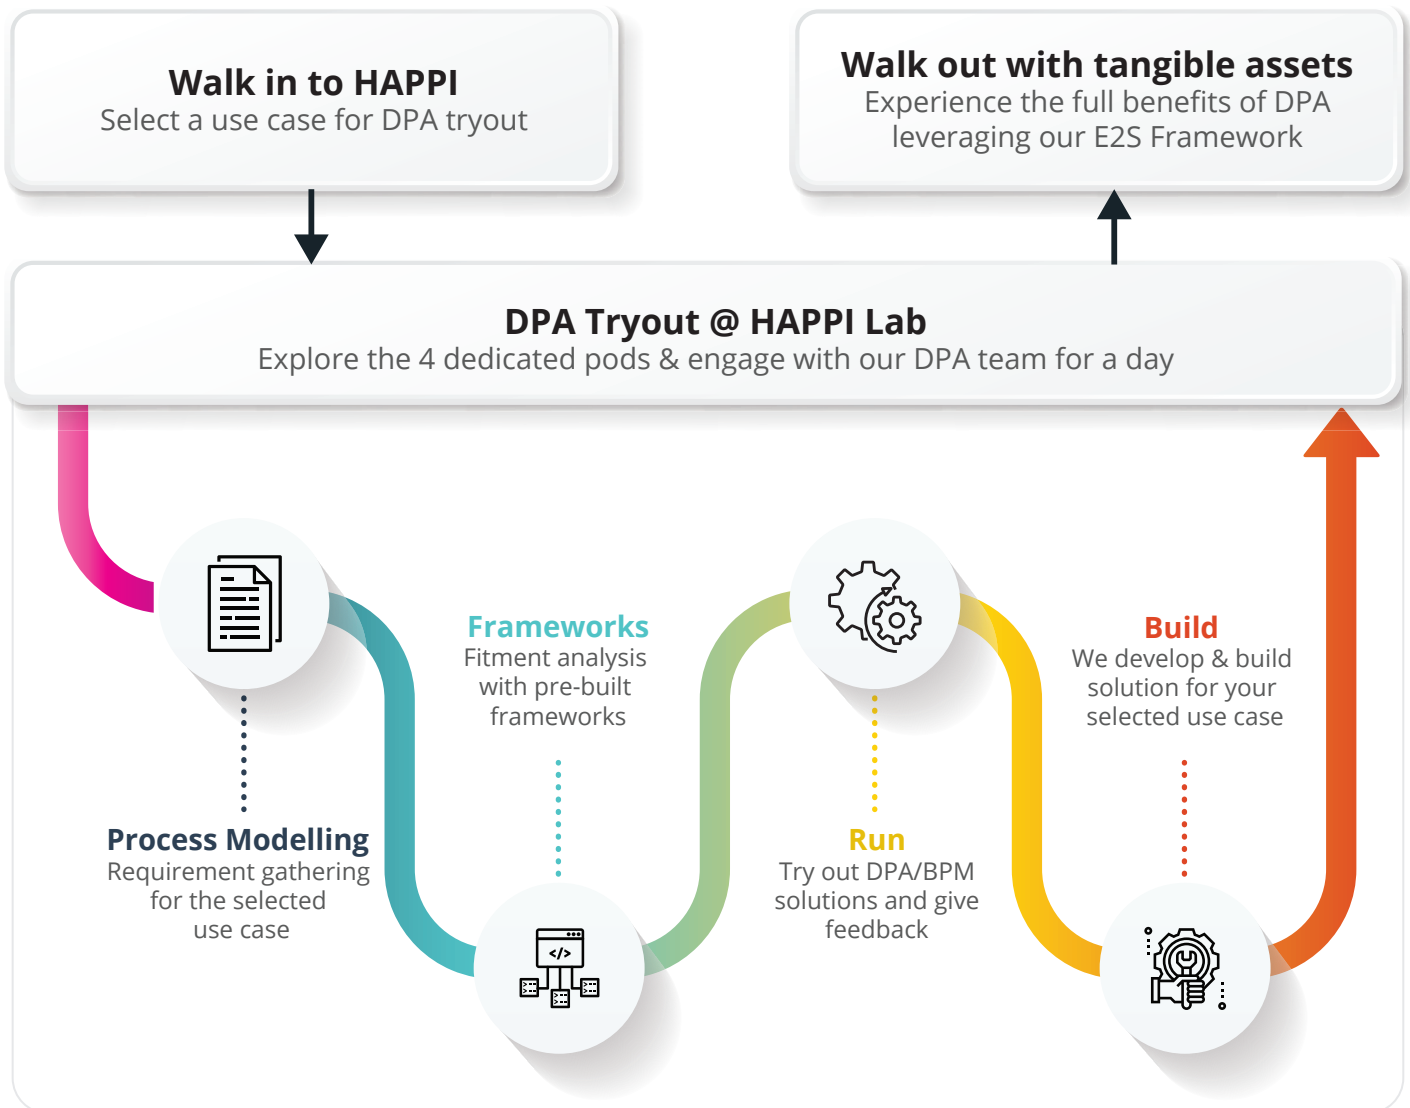 Walk in to HAPPI
Select a use case for DPA tryout
Walk out with tangible assets
Experience the full benefits of DPA
leveraging our E2S Framework
DPA Tryout @ HAPPI Lab
Explore the 4 dedicated pods & engage with our DPA team for a day
Process Modelling
Requirement gathering
for the selected
use case
Frameworks
Fitment analysis
with pre-built
frameworks
</>
Run
Try out DPA/BPM
solutions and give
feedback
Build
We develop & build
solution for your
selected use case